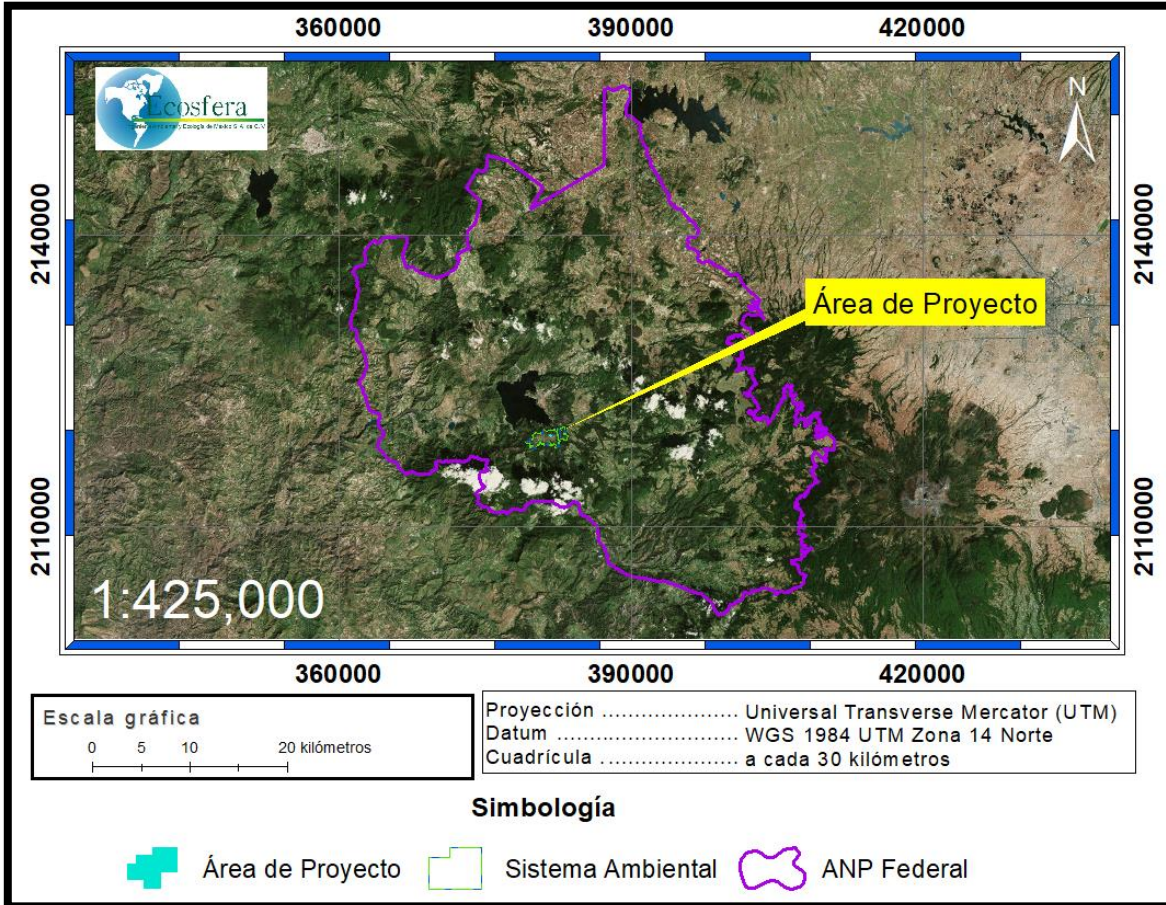 360000 390000 420000
Ecosfera
N
2140000 2140000
Área de Proyecto
2110000 2110000
1:425,000
360000 390000 420000
Escala gráfica
0 5 10 20 kilómetros
Proyección ..................... Universal Transverse Mercator (UTM)
Datum ........................... WGS 1984 UTM Zona 14 Norte
Cuadrícula ...................... a cada 30 kilómetros
Simbología
Área de Proyecto Sistema Ambiental ANP Federal